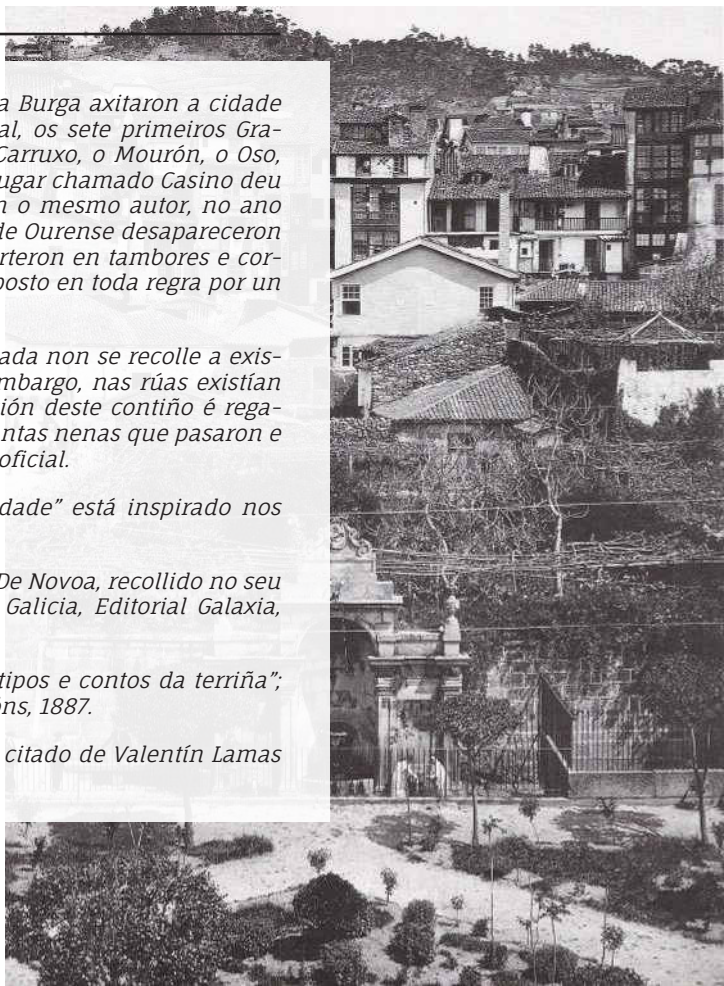 a Burga axitaron a cidade
al, os sete primeiros Gra-
Carruxo, o Mourón, o Oso,
ugar chamado Casino deu
n o mesmo autor, no ano
de Ourense desapareceron
rteron en tambores e cor-
posto en toda regra por un
ada non se recolle a exis-
mbargo, nas rúas existían
ión deste contiño é rega-
antas nenas que pasaron e
oficial.
dade” está inspirado nos
De Novoa, recollido no seu
Galicia, Editorial Galaxia,
tipos e contos da terriña”;
óns, 1887.
citado de Valentín Lamas